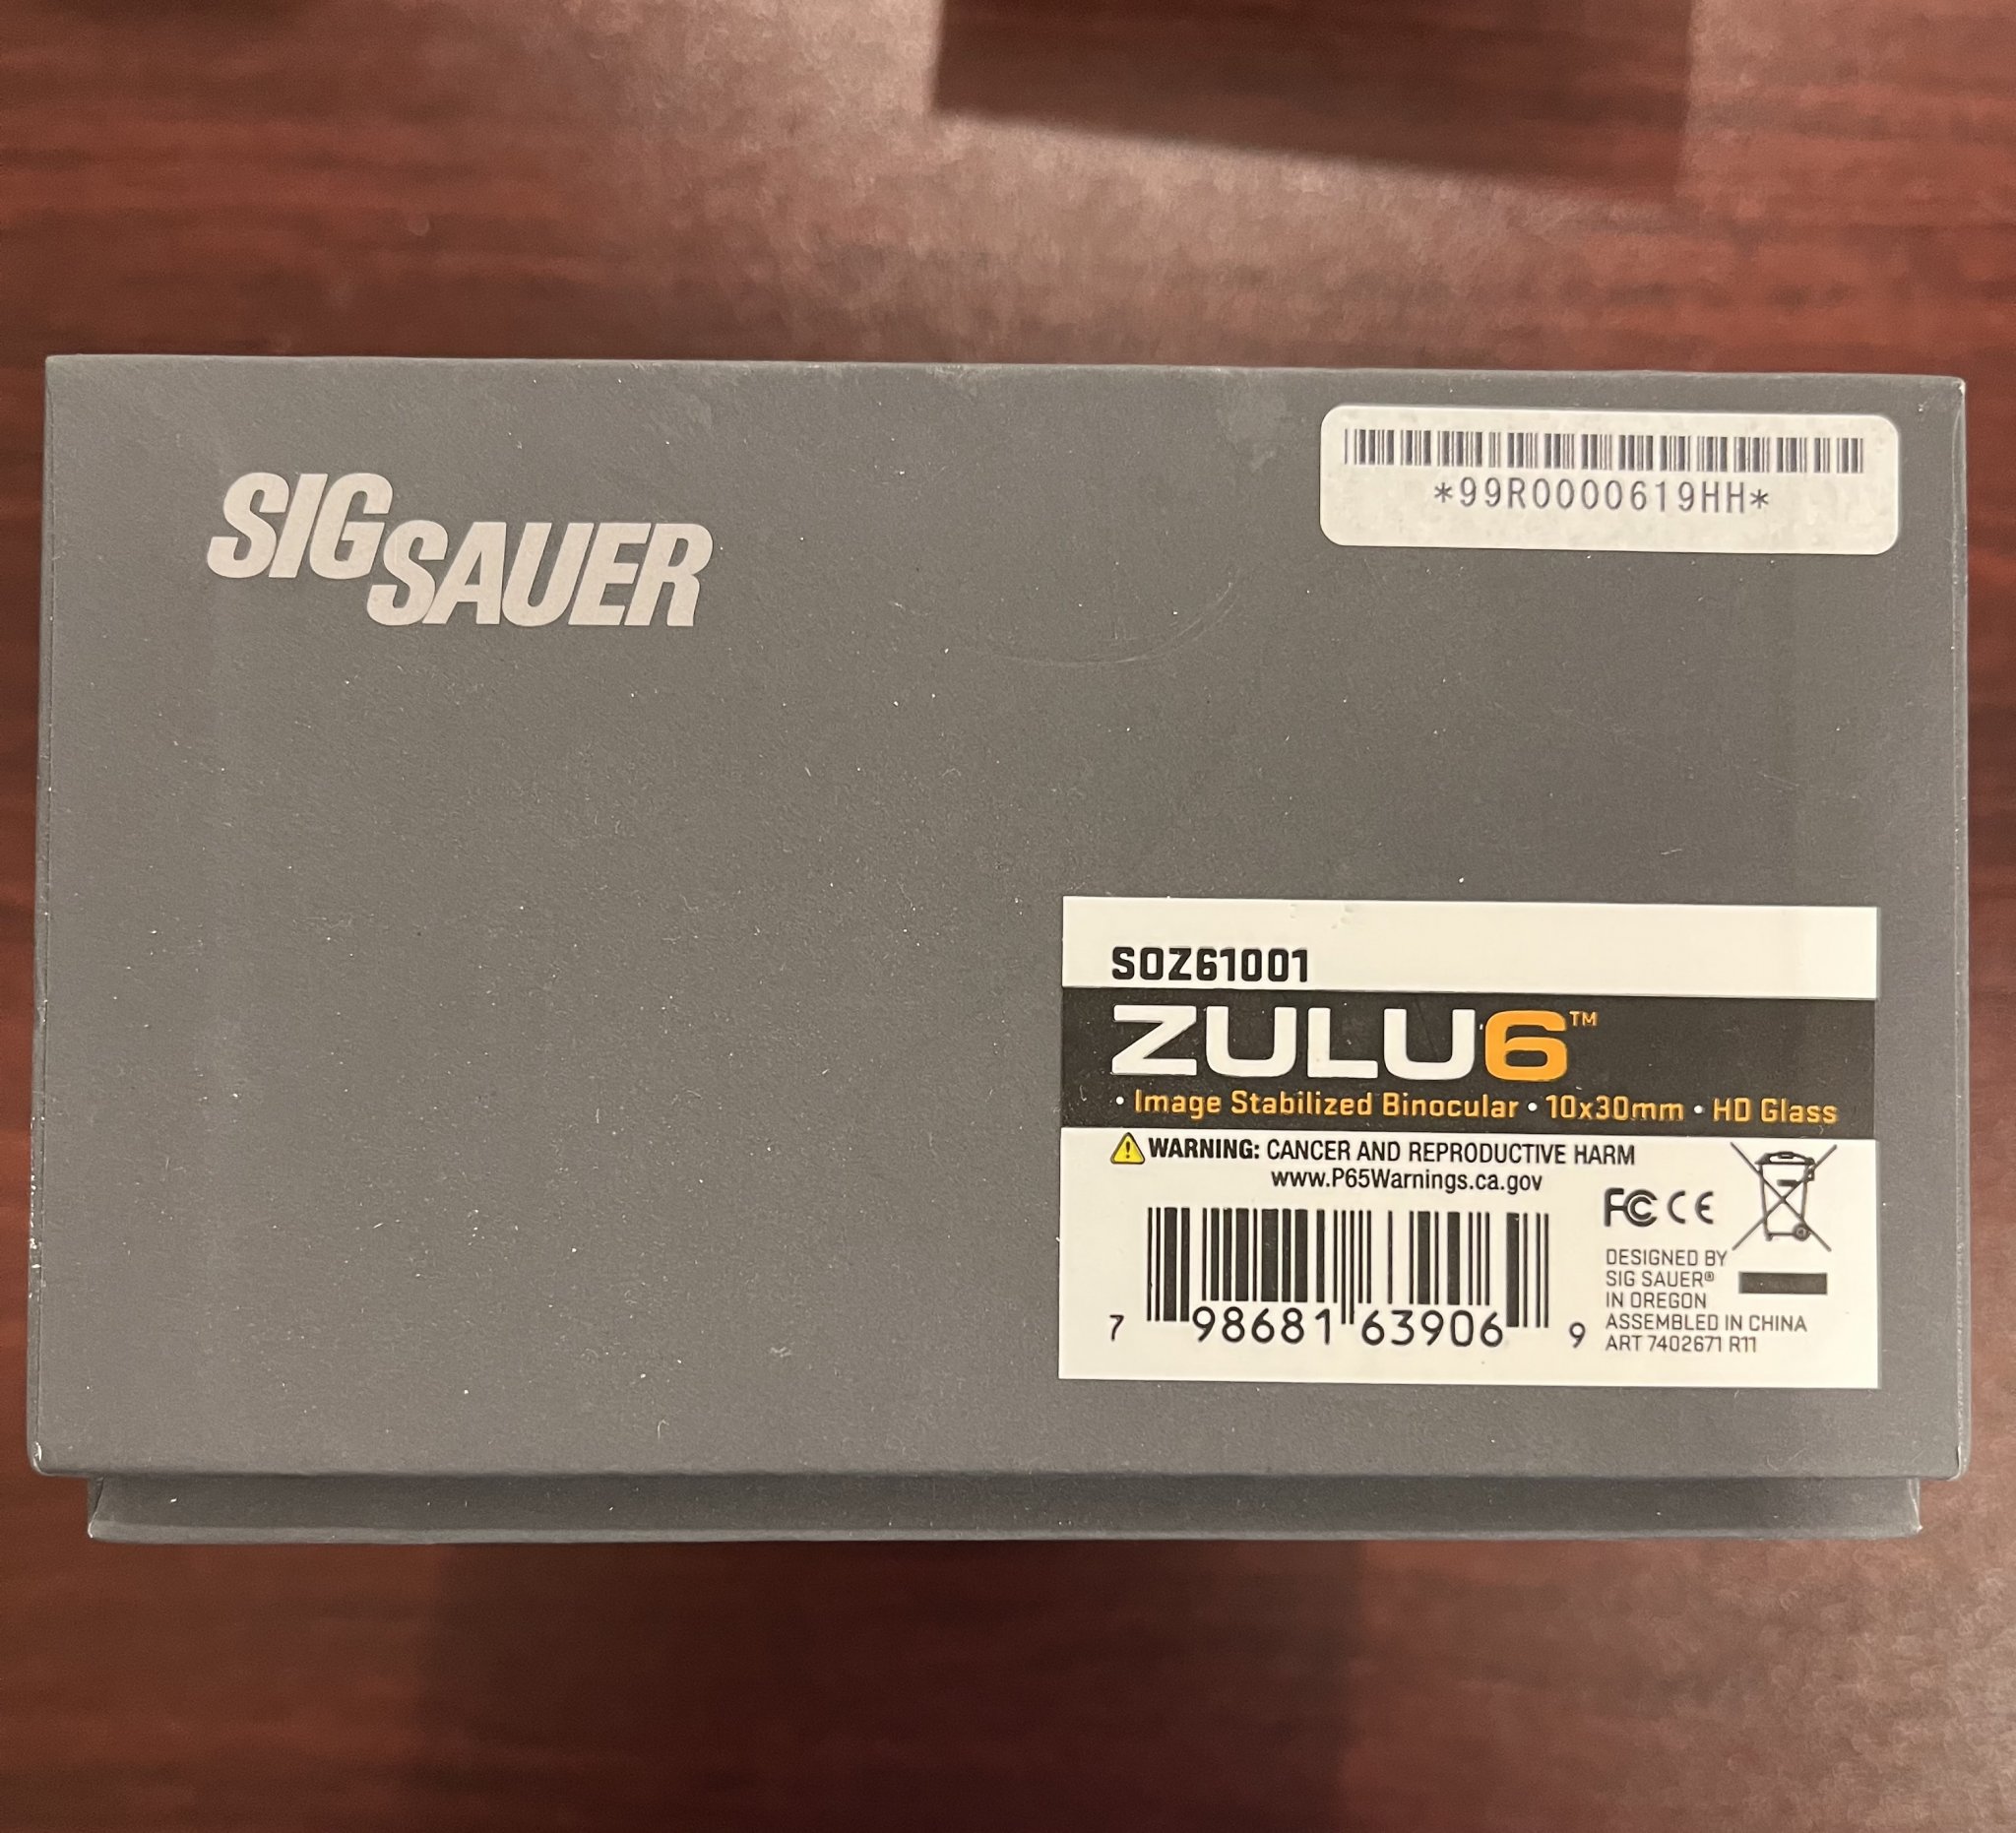 SIG SAUER
*99R0000619HH*
SOZ61001
ZULU6™
• Image Stabilized Binocular • 10x30mm • HD Glass
⚠ WARNING: CANCER AND REPRODUCTIVE HARM
www.P65Warnings.ca.gov
FC CE
DESIGNED BY
SIG SAUER®
IN OREGON
ASSEMBLED IN CHINA
ART 7402671 R11
7 98681 63906 9